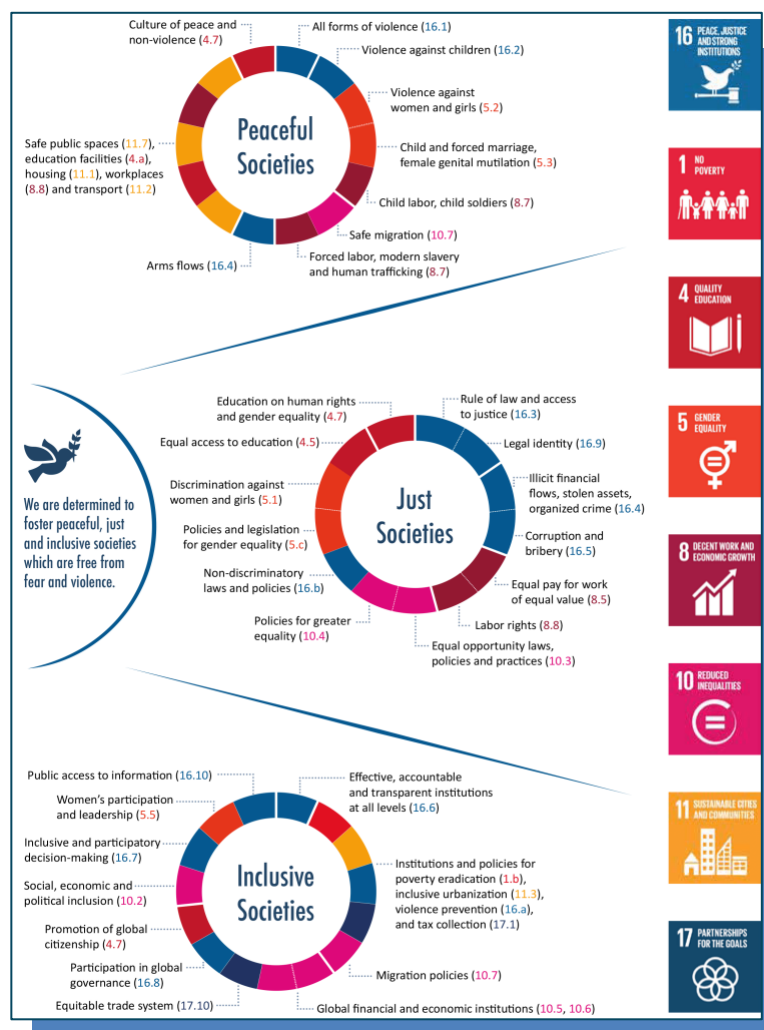 Culture of peace and
non-violence (4.7)
All forms of violence (16.1)
Violence against children (16.2)
Violence against
women and girls (5.2)
Child and forced marriage,
female genital mutilation (5.3)
Child labor, child soldiers (8.7)
Safe migration (10.7)
Forced labor, modern slavery
and human trafficking (8.7)
Arms flows (16.4)
Safe public spaces (11.7),
education facilities (4.a),
housing (11.1), workplaces
(8.8) and transport (11.2)
Peaceful
Societies
We are determined to
foster peaceful, just
and inclusive societies
which are free from
fear and violence.
Education on human rights
and gender equality (4.7)
Rule of law and access
to justice (16.3)
Legal identity (16.9)
Illicit financial
flows, stolen assets,
organized crime (16.4)
Corruption and
bribery (16.5)
Equal pay for work
of equal value (8.5)
Labor rights (8.8)
Equal opportunity laws,
policies and practices (10.3)
Policies for greater
equality (10.4)
Non-discriminatory
laws and policies (16.b)
Policies and legislation
for gender equality (5.c)
Discrimination against
women and girls (5.1)
Equal access to education (4.5)
Just
Societies
Public access to information (16.10)
Effective, accountable
and transparent institutions
at all levels (16.6)
Institutions and policies for
poverty eradication (1.b),
inclusive urbanization (11.3),
violence prevention (16.a),
and tax collection (17.1)
Migration policies (10.7)
Global financial and economic institutions (10.5, 10.6)
Equitable trade system (17.10)
Participation in global
governance (16.8)
Promotion of global
citizenship (4.7)
Social, economic and
political inclusion (10.2)
Inclusive and participatory
decision-making (16.7)
Women's participation
and leadership (5.5)
Inclusive
Societies
16 PEACE, JUSTICE
AND STRONG
INSTITUTIONS
1 NO
POVERTY
4 QUALITY
EDUCATION
5 GENDER
EQUALITY
8 DECENT WORK AND
ECONOMIC GROWTH
10 REDUCED
INEQUALITIES
11 SUSTAINABLE CITIES
AND COMMUNITIES
17 PARTNERSHIPS
FOR THE GOALS